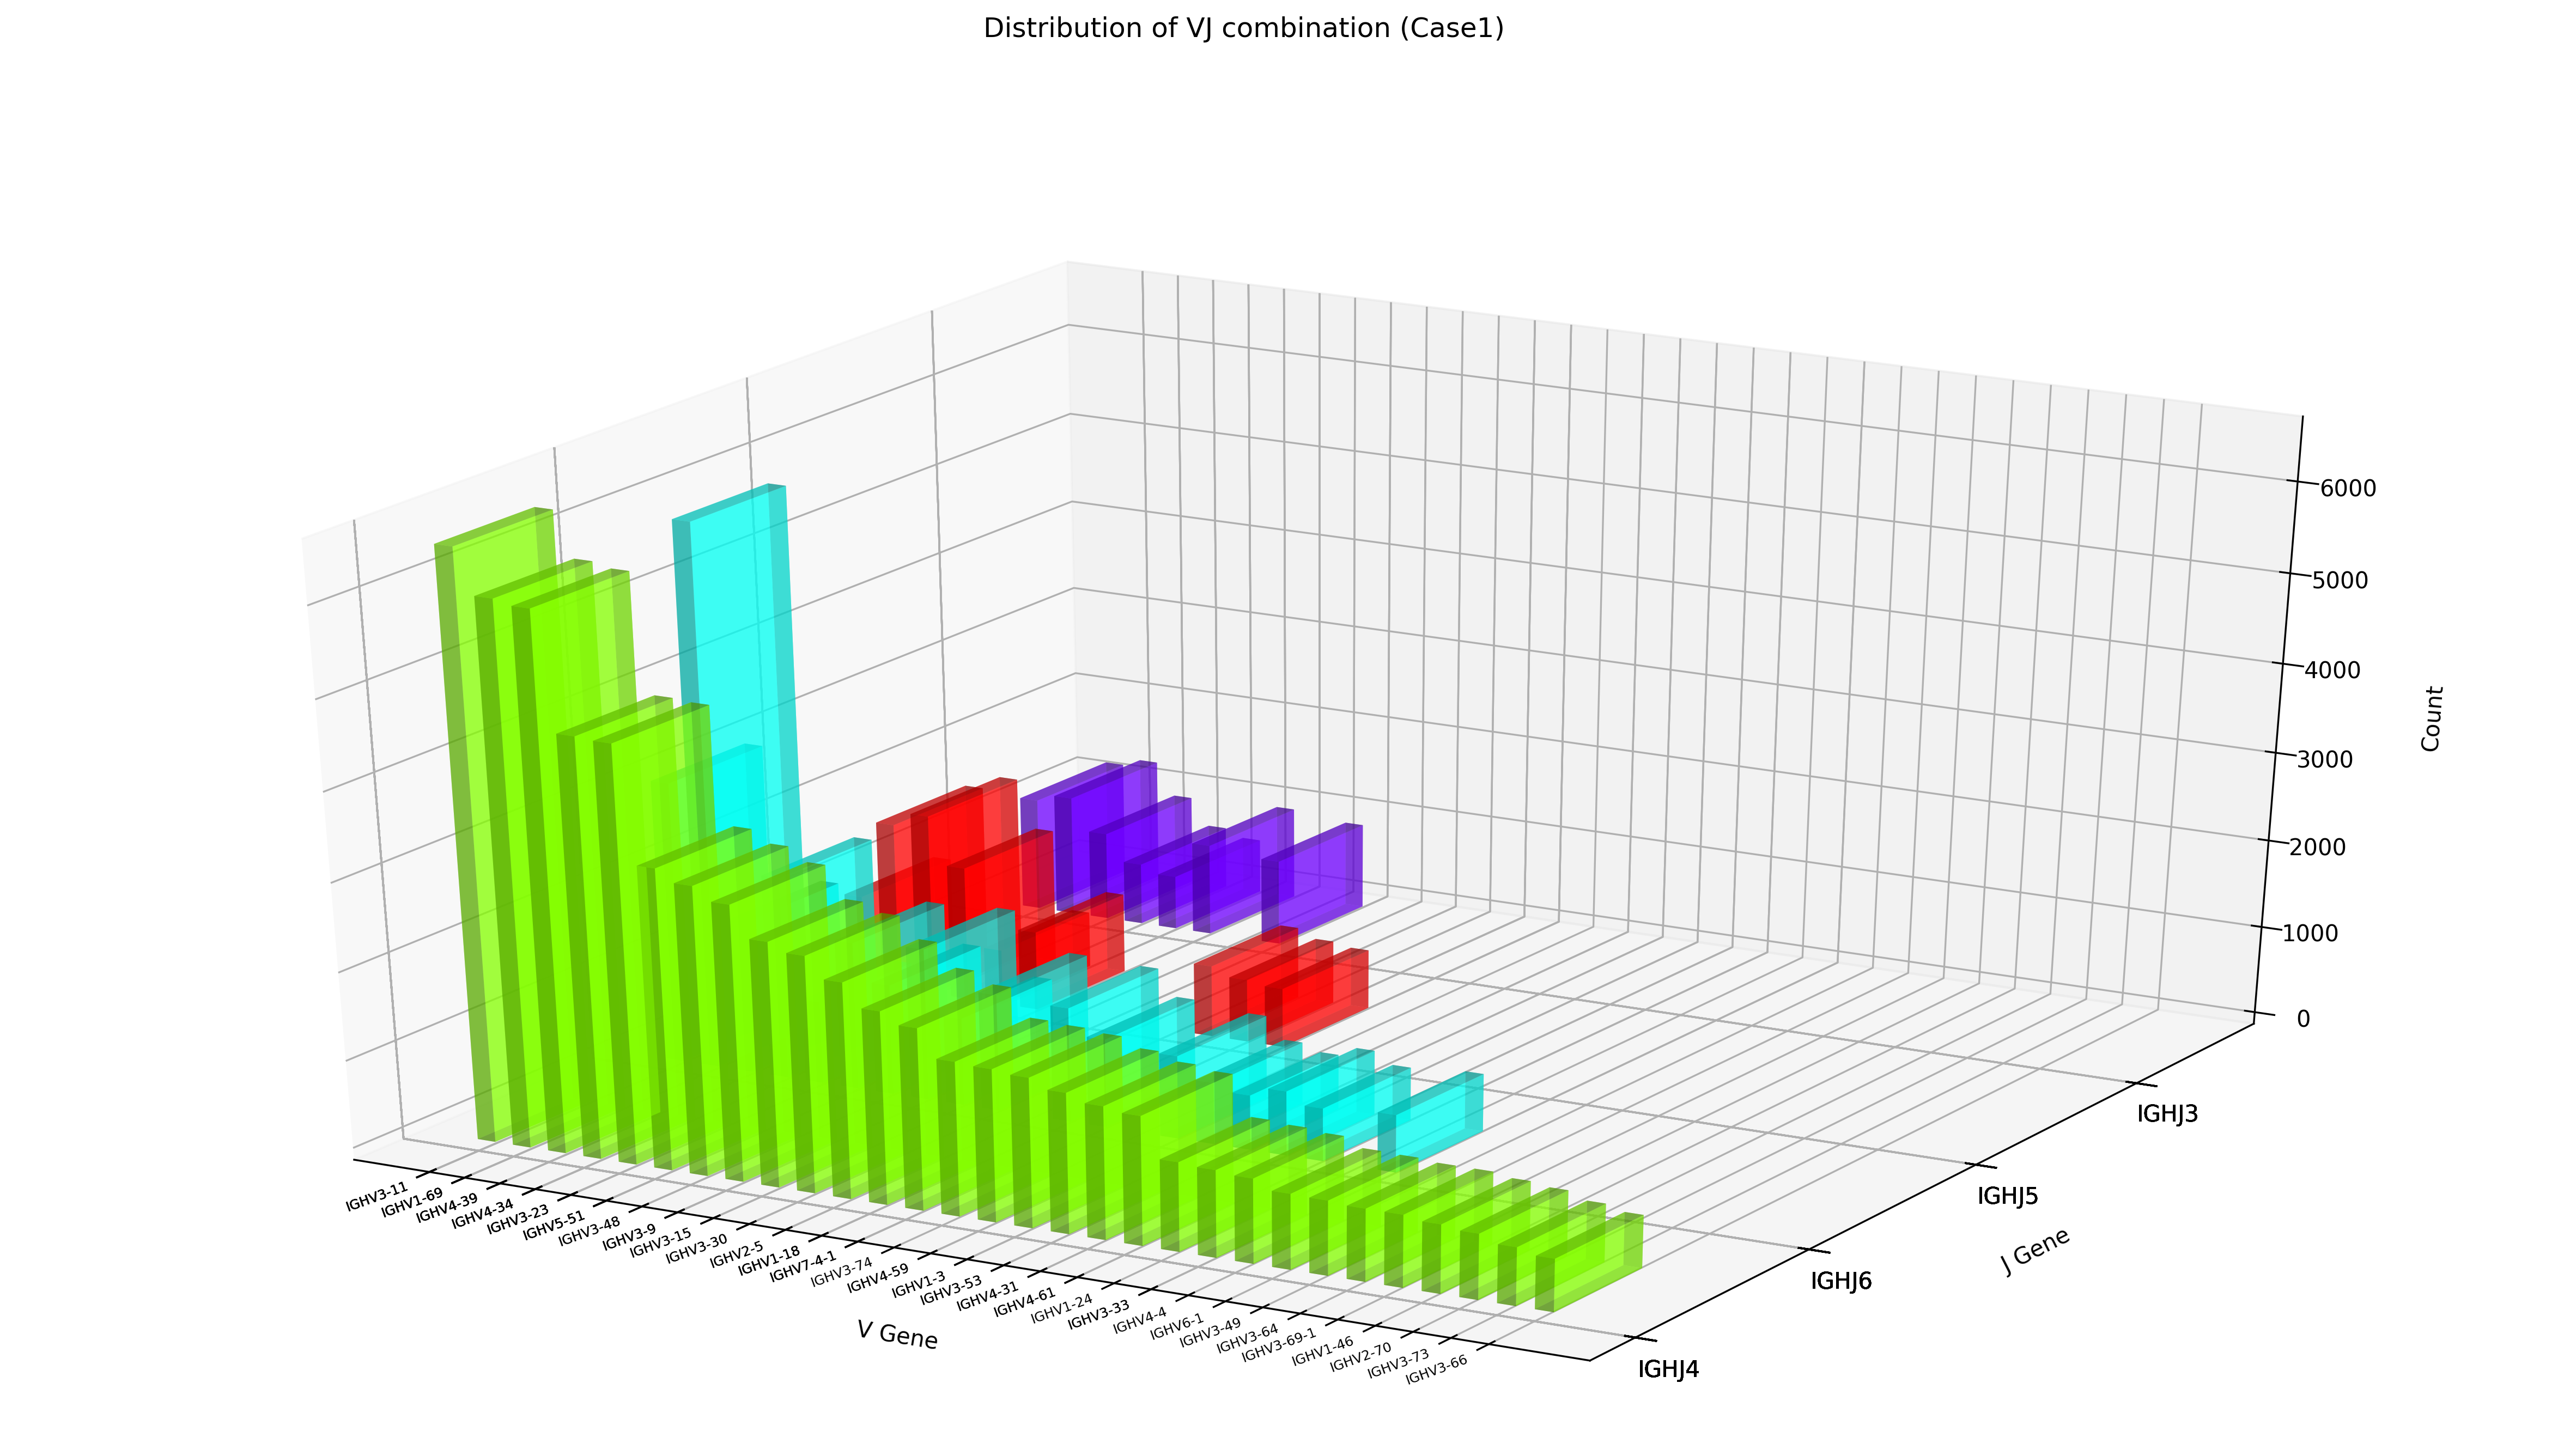 Distribution of VJ combination (Case1)
6000
5000
4000
3000
2000
1000
0
Count
IGHJ3
IGHJ5
IGHJ6
IGHJ4
J Gene
IGHV3-11
IGHV1-69
IGHV4-39
IGHV4-34
IGHV3-23
IGHV5-51
IGHV3-48
IGHV3-9
IGHV3-15
IGHV3-30
IGHV2-5
IGHV1-18
IGHV7-4-1
IGHV3-74
IGHV4-59
IGHV1-3
IGHV3-53
IGHV4-31
IGHV4-61
IGHV1-24
IGHV3-33
IGHV4-4
IGHV6-1
IGHV3-49
IGHV3-64
IGHV3-69-1
IGHV1-46
IGHV2-70
IGHV3-73
IGHV3-66
V Gene